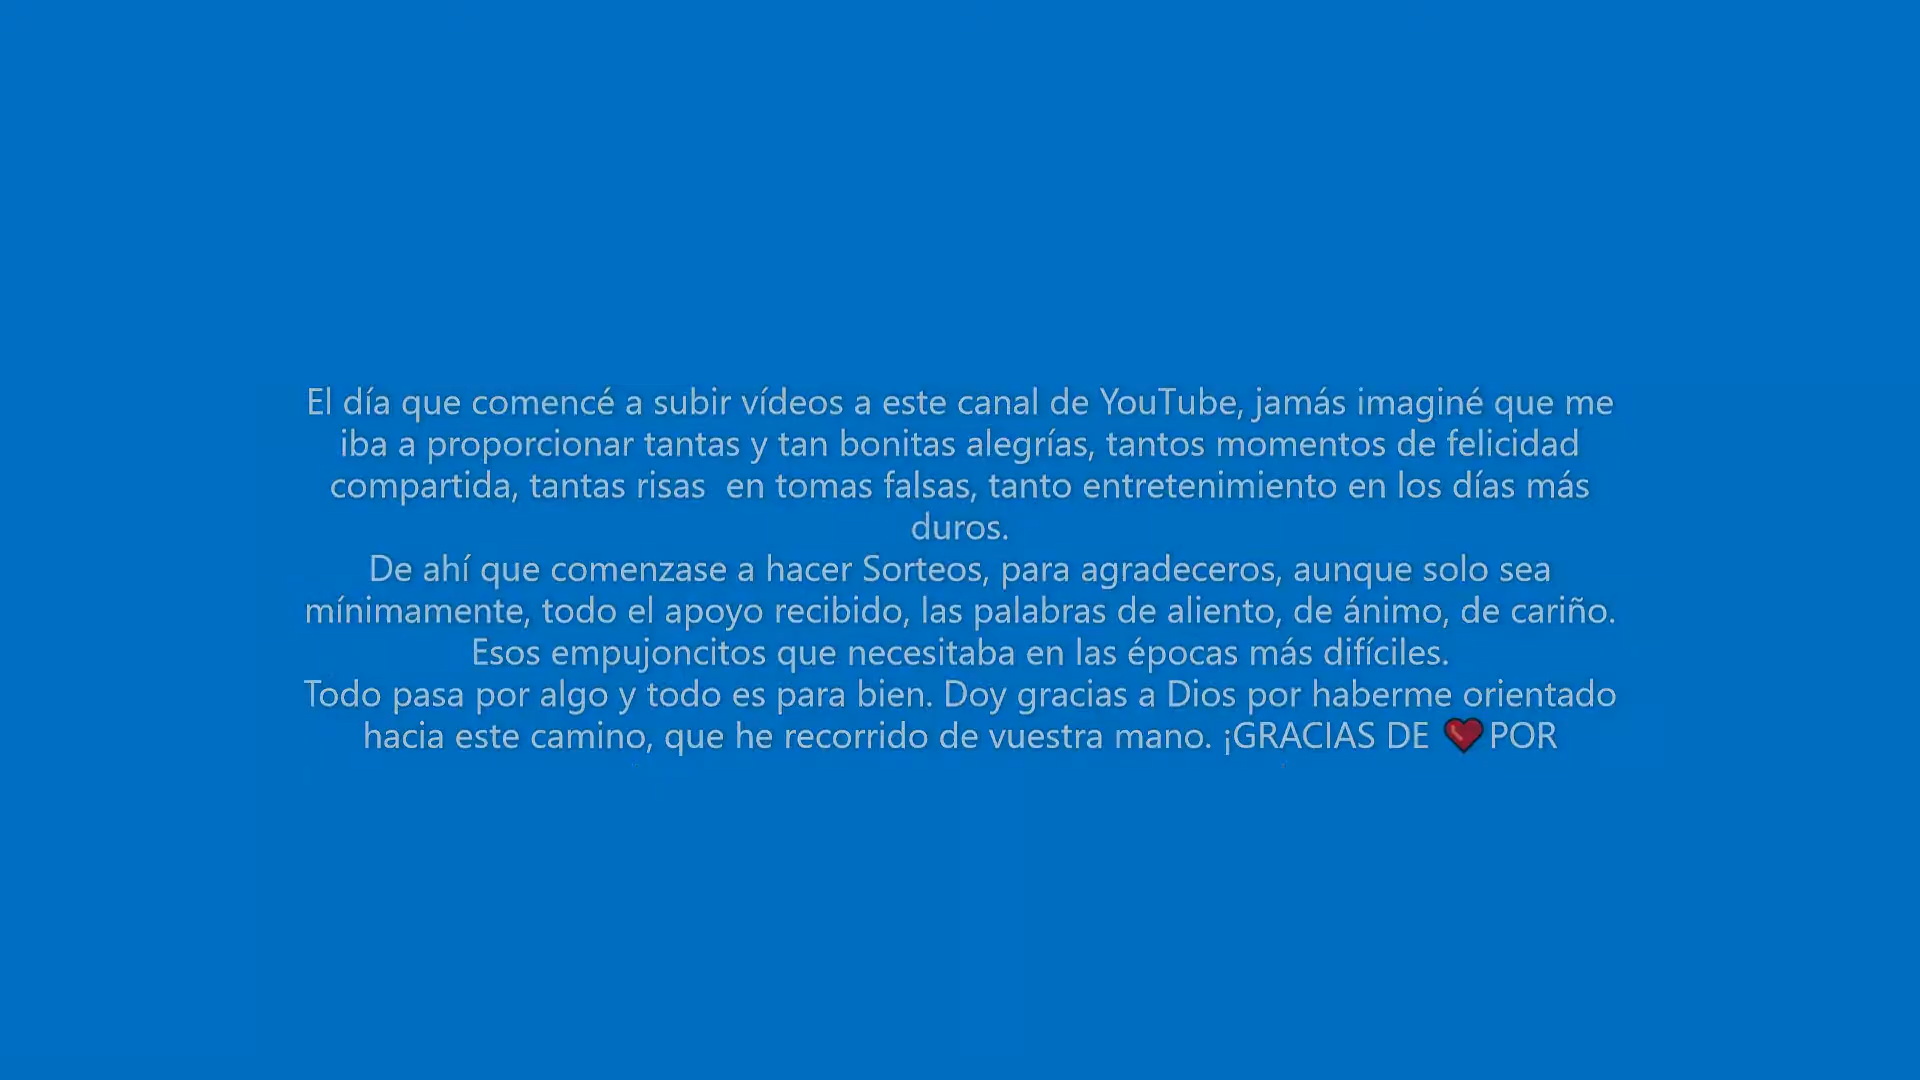 El día que comencé a subir vídeos a este canal de YouTube, jamás imaginé que me
iba a proporcionar tantas y tan bonitas alegrías, tantos momentos de felicidad
compartida, tantas risas  en tomas falsas, tanto entretenimiento en los días más
duros.
De ahí que comenzase a hacer Sorteos, para agradeceros, aunque solo sea
mínimamente, todo el apoyo recibido, las palabras de aliento, de ánimo, de cariño.
Esos empujoncitos que necesitaba en las épocas más difíciles.
Todo pasa por algo y todo es para bien. Doy gracias a Dios por haberme orientado
hacia este camino, que he recorrido de vuestra mano. ¡GRACIAS DE ❤️ POR